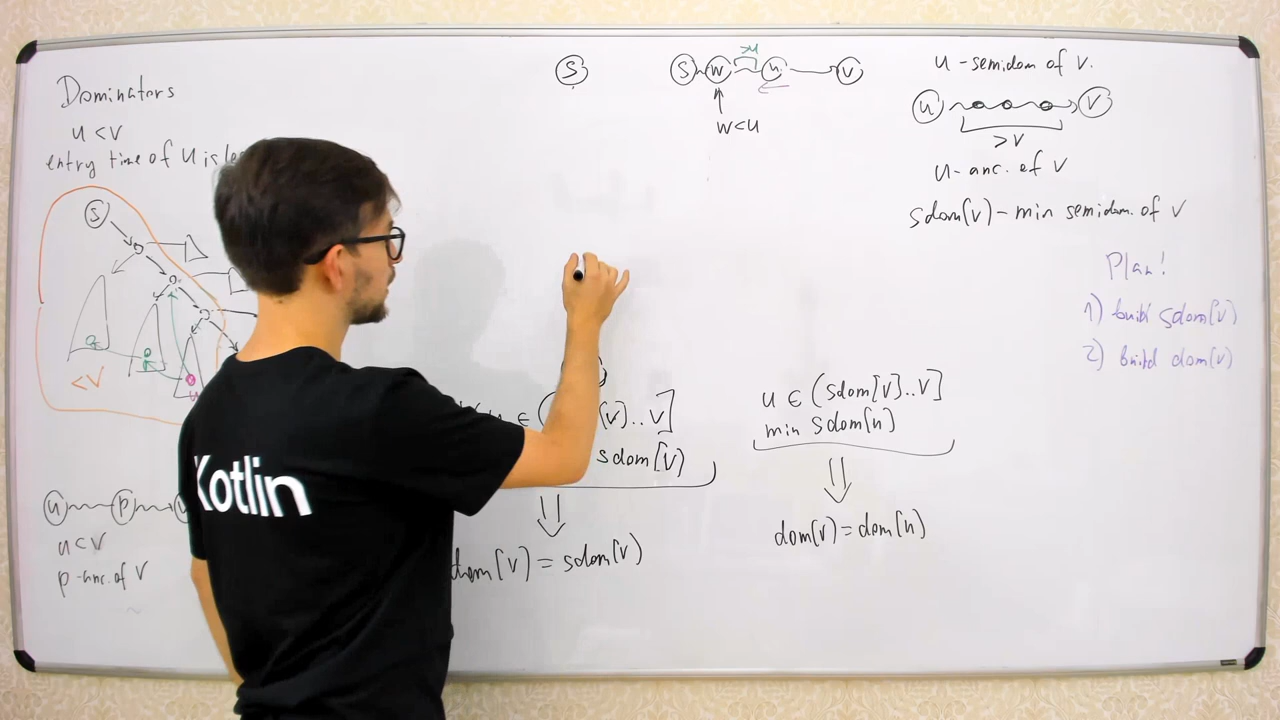 Dominators
u < v
entry time of u is
S
< v
u p
u < v
p-anc. of v
Kotlin
S
S w u v
> u
w < u
u ∈ (v)..v]
sdom[v)
dom[v) = sdom[v)
u ∈ (sdom[v]..v]
min sdom[u]
dom[v) = dom[u)
u - semidom of v.
u v
> v
u - anc. of v
sdom[v) - min semidom. of v
Plan!
1) build sdom[v)
2) build dom[v)